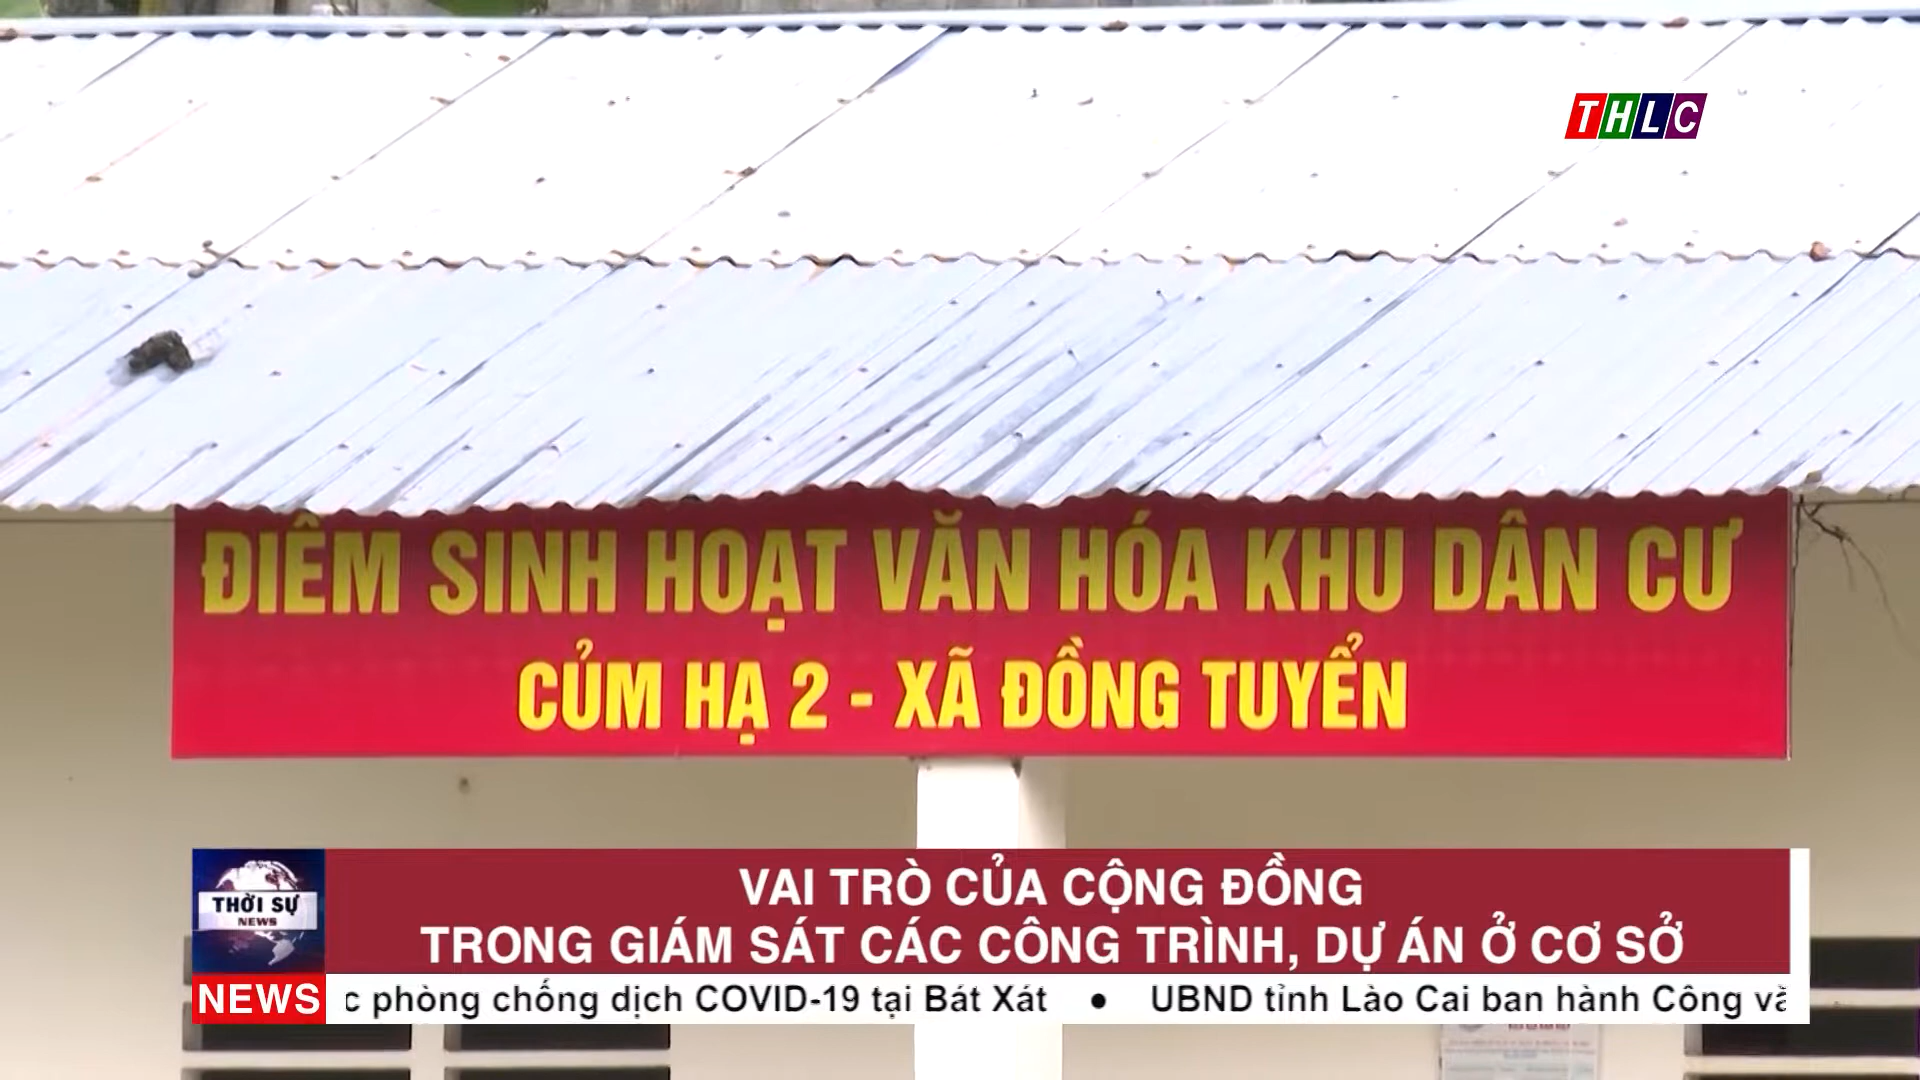 THLC
ĐIỂM SINH HOẠT VĂN HÓA KHU DÂN CƯ
CỦM HẠ 2 - XÃ ĐỒNG TUYỂN
VAI TRÒ CỦA CỘNG ĐỒNG
TRONG GIÁM SÁT CÁC CÔNG TRÌNH, DỰ ÁN Ở CƠ SỞ
THỜI SỰ
NEWS
NEWS c phòng chống dịch COVID-19 tại Bát Xát • UBND tỉnh Lào Cai ban hành Công vă